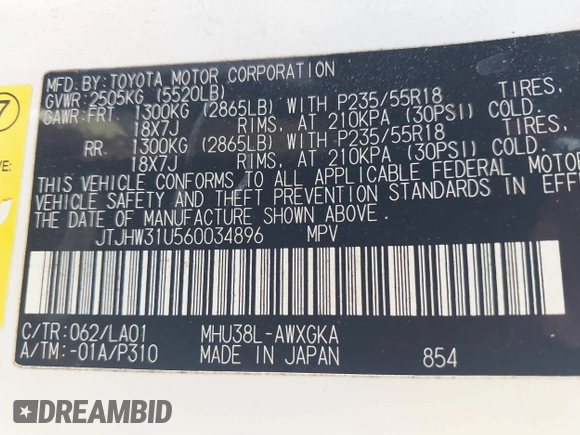 MFD.BY:TOYOTA MOTOR CORPORATION
GVWR:2505KG (5520LB)
GAWR:FRT. 1300KG (2865LB) WITH P235/55R18 TIRES,
18X7J RIMS, AT 210KPA (30PSI) COLD.
RR. 1300KG (2865LB) WITH P235/55R18 TIRES,
18X7J RIMS, AT 210KPA (30PSI) COLD.
THIS VEHICLE CONFORMS TO ALL APPLICABLE FEDERAL MOTOR
VEHICLE SAFETY AND THEFT PREVENTION STANDARDS IN EFF
THE DATE OF MANUFACTURE SHOWN ABOVE.
JTJHW31U560034896 MPV
C/TR:062/LA01 MHU38L-AWXGKA
A/TM:-01A/P310 MADE IN JAPAN 854
7
VE:
DREAMBID